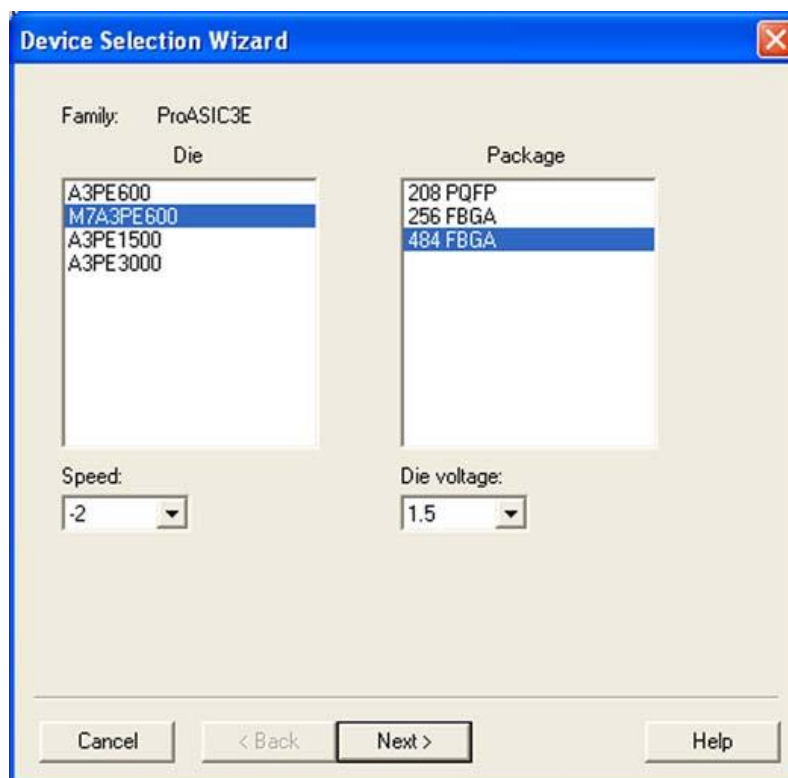 Device Selection Wizard
Family: ProASIC3E
Die
A3PE600
M7A3PE600
A3PE1500
A3PE3000
Package
208 PQFP
256 FBGA
484 FBGA
Speed:
-2
Die voltage:
1.5
Cancel
< Back
Next >
Help